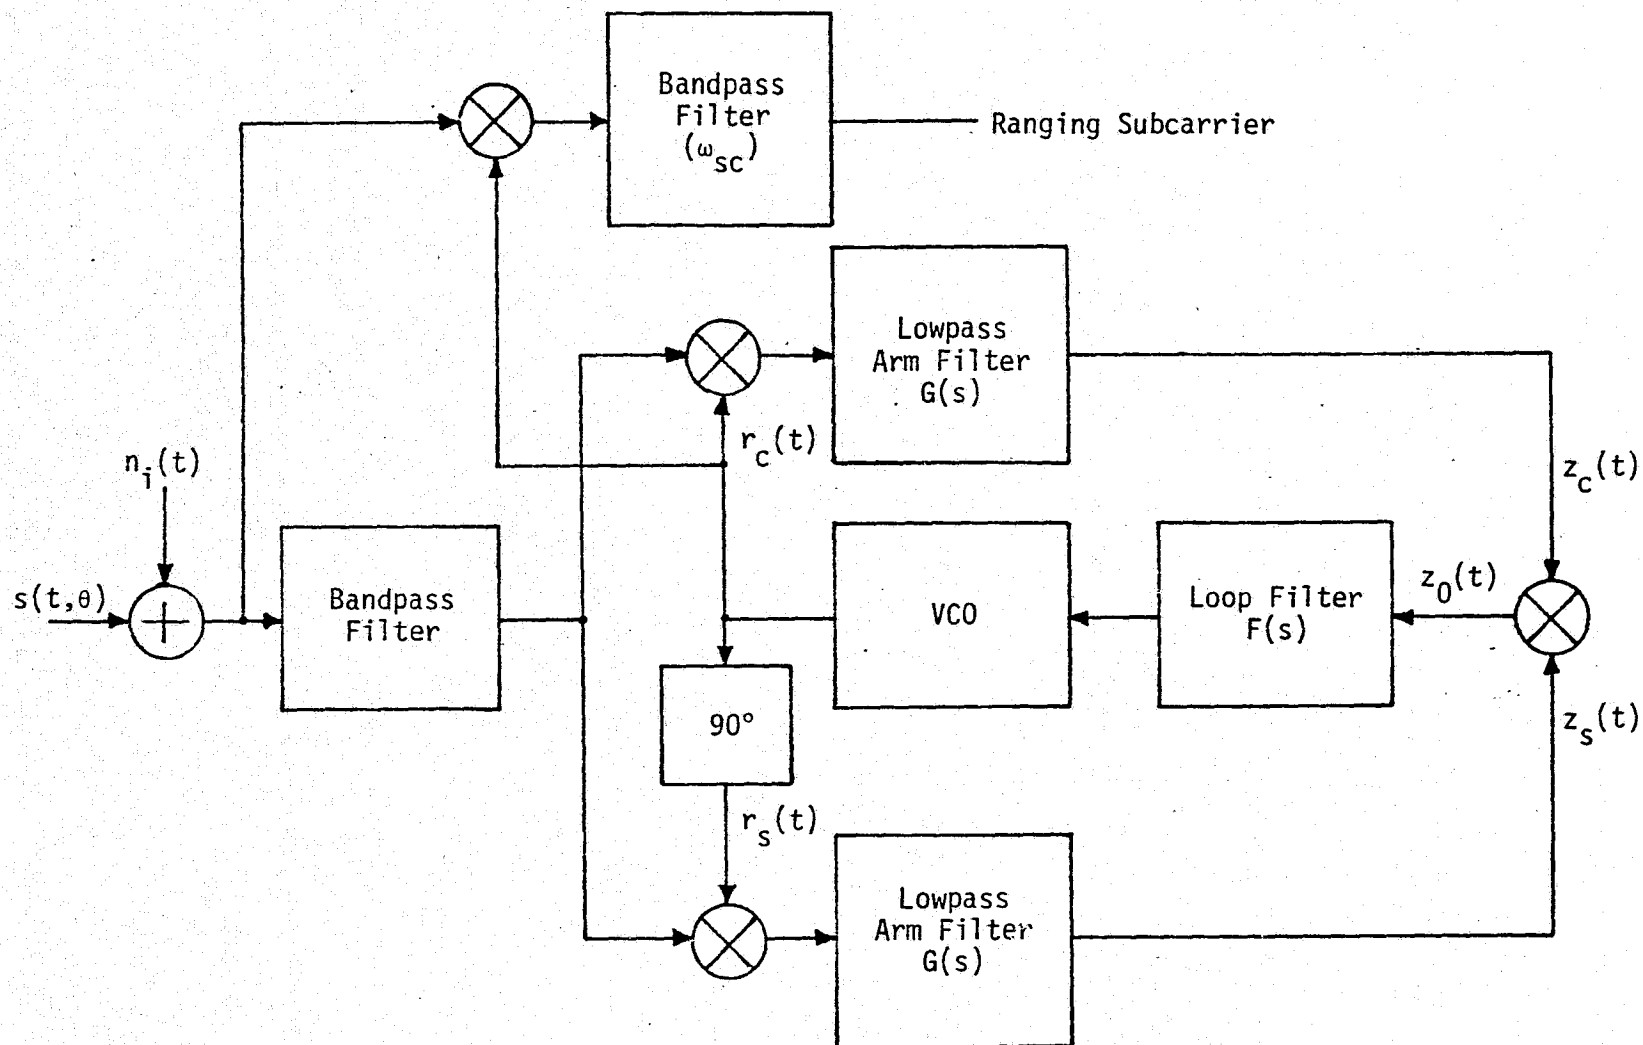 Bandpass
Filter
(ω_sc)
Ranging Subcarrier
Lowpass
Arm Filter
G(s)
r_c(t)
z_c(t)
n_i(t)
s(t,θ)
Bandpass
Filter
VCO
Loop Filter
F(s)
z_0(t)
90°
z_s(t)
r_s(t)
Lowpass
Arm Filter
G(s)